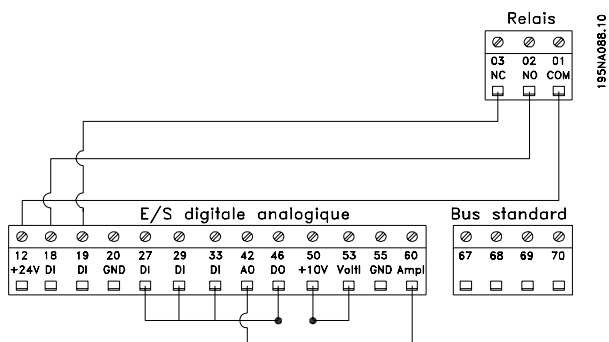 Relais
03 02 01
NC NO COM
195NA088.10
E/S digitale analogique
12 18 19 20 27 29 33 42 46 50 53 55 60
+24V DI DI GND DI DI DI AO DO +10V Volti GND Ampl
Bus standard
67 68 69 70